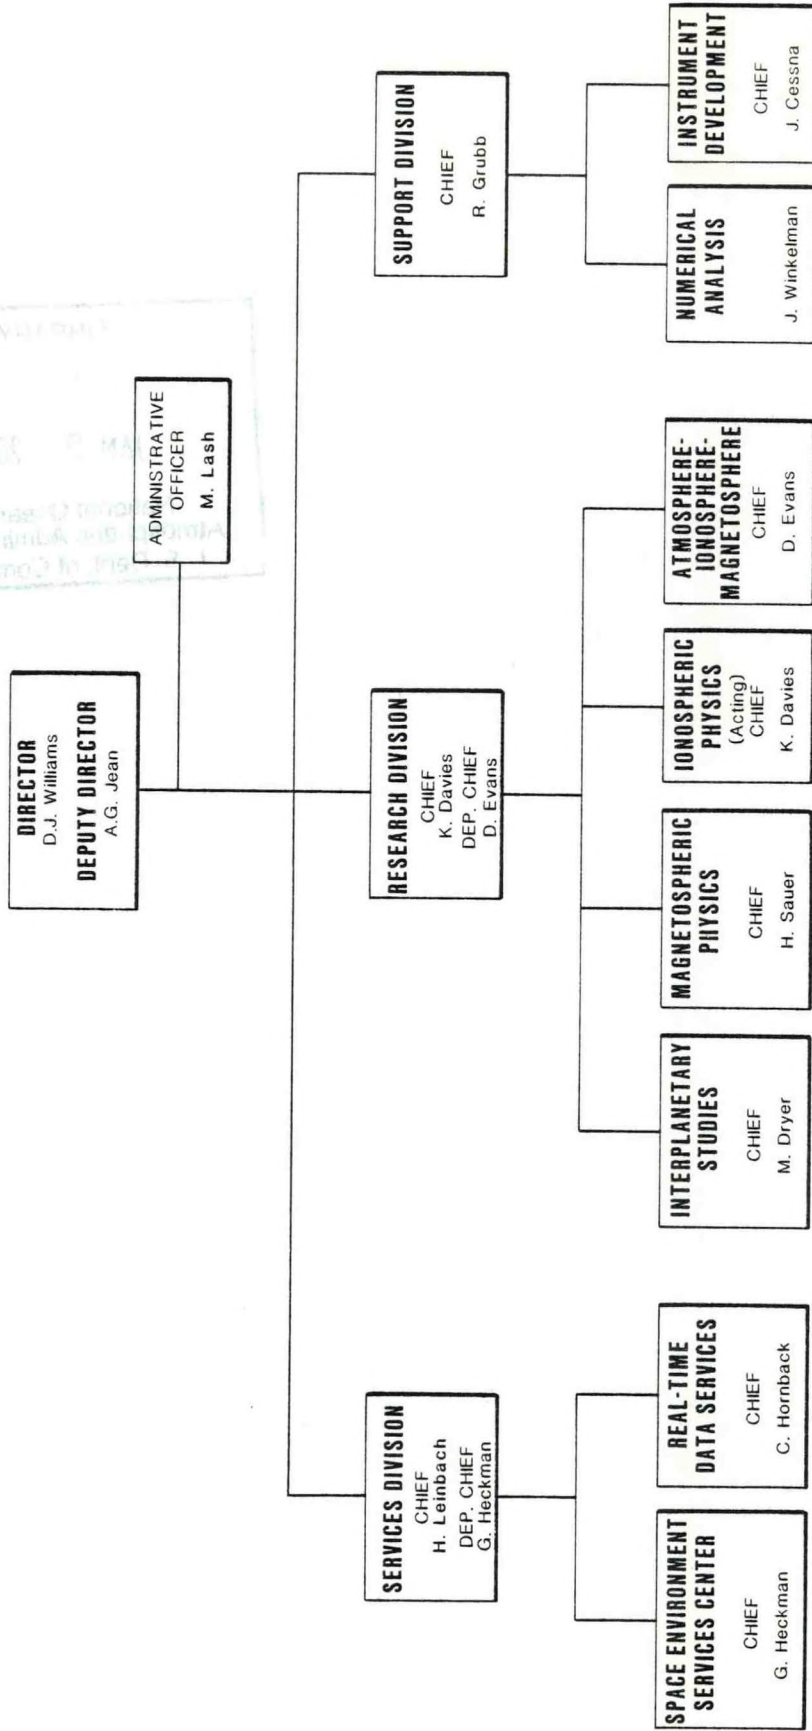 DIRECTOR
D.J. Williams
DEPUTY DIRECTOR
A.G. Jean
ADMINISTRATIVE
OFFICER
M. Lash
SERVICES DIVISION
CHIEF
H. Leinbach
DEP. CHIEF
G. Heckman
RESEARCH DIVISION
CHIEF
K. Davies
DEP. CHIEF
D. Evans
SUPPORT DIVISION
CHIEF
R. Grubb
SPACE ENVIRONMENT
SERVICES CENTER
CHIEF
G. Heckman
REAL-TIME
DATA SERVICES
CHIEF
C. Hornback
INTERPLANETARY
STUDIES
CHIEF
M. Dryer
MAGNETOSPHERIC
PHYSICS
CHIEF
H. Sauer
IONOSPHERIC
PHYSICS
(Acting)
CHIEF
K. Davies
ATMOSPHERE-
IONOSPHERE-
MAGNETOSPHERE
CHIEF
D. Evans
NUMERICAL
ANALYSIS
J. Winkelman
INSTRUMENT
DEVELOPMENT
CHIEF
J. Cessna